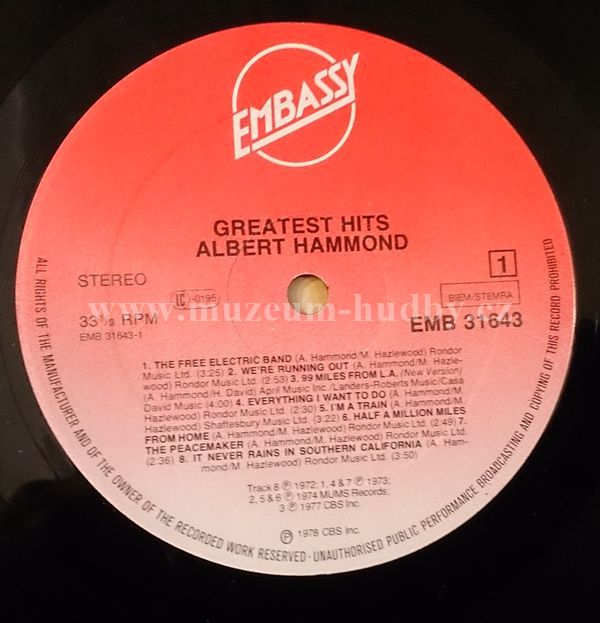 EMBASSY
GREATEST HITS
ALBERT HAMMOND
STEREO
LC -0195
1
BIEM/STEMRA
33 1/3 RPM
EMB 31643-1
EMB 31643
www.muzeum-hudby.cz
1. THE FREE ELECTRIC BAND (A. Hammond/M. Hazlewood) Rondor
Music Ltd. (3:25) 2. WE'RE RUNNING OUT (A. Hammond/M. Hazle-
wood) Rondor Music Ltd. (2:53) 3. 99 MILES FROM L.A. (New Version)
(A. Hammond/H. David) April Music Inc./Landers-Roberts Music/Casa
David Music (4:00) 4. EVERYTHING I WANT TO DO (A. Hammond/M.
Hazlewood) Rondor Music Ltd. (2:30) 5. I'M A TRAIN (A. Hammond/M.
Hazlewood) Shaftesbury Music Ltd. (3:22) 6. HALF A MILLION MILES
FROM HOME (A. Hammond/M. Hazlewood) Rondor Music Ltd. (2:49) 7.
THE PEACEMAKER (A. Hammond/M. Hazlewood) Rondor Music Ltd.
(2:36) 8. IT NEVER RAINS IN SOUTHERN CALIFORNIA (A. Ham-
mond/M. Hazlewood) Rondor Music Ltd. (3:50)
Track 8 ℗ 1972; 1, 4 & 7 ℗ 1973;
2, 5 & 6 ℗ 1974 MUMS Records;
3 ℗ 1977 CBS Inc.
℗ 1978 CBS Inc.
ALL RIGHTS OF THE MANUFACTURER AND OF THE OWNER OF THE RECORDED WORK RESERVED · UNAUTHORISED PUBLIC PERFORMANCE BROADCASTING AND COPYING OF THIS RECORD PROHIBITED